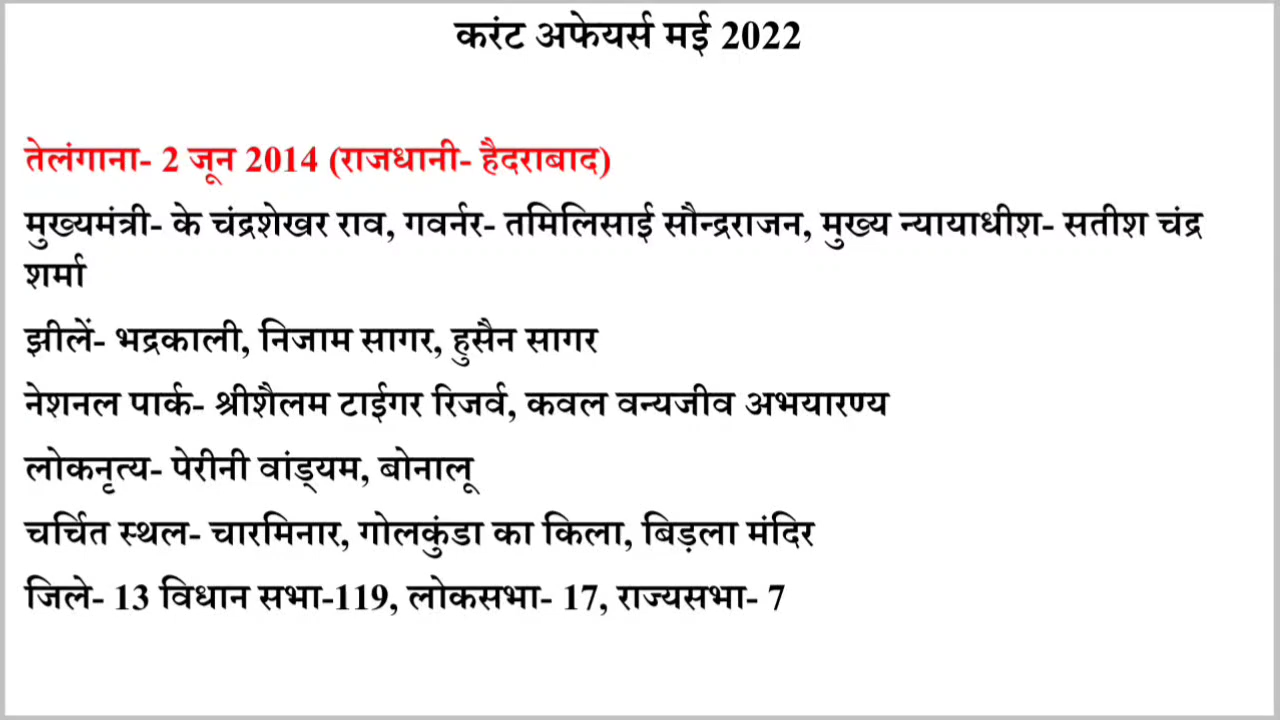 करंट अफेयर्स मई 2022
तेलंगाना- 2 जून 2014 (राजधानी- हैदराबाद)
मुख्यमंत्री- के चंद्रशेखर राव, गवर्नर- तमिलिसाई सौन्दराजन, मुख्य न्यायाधीश- सतीश चंद्र
शर्मा
झीलें- भद्रकाली, निजाम सागर, हुसैन सागर
नेशनल पार्क- श्रीशैलम टाईगर रिजर्व, कवल वन्यजीव अभयारण्य
लोकनृत्य- पेरीनी वांड्यम, बोनालू
चर्चित स्थल- चारमिनार, गोलकुंडा का किला, बिड़ला मंदिर
जिले- 13 विधान सभा-119, लोकसभा- 17, राज्यसभा- 7